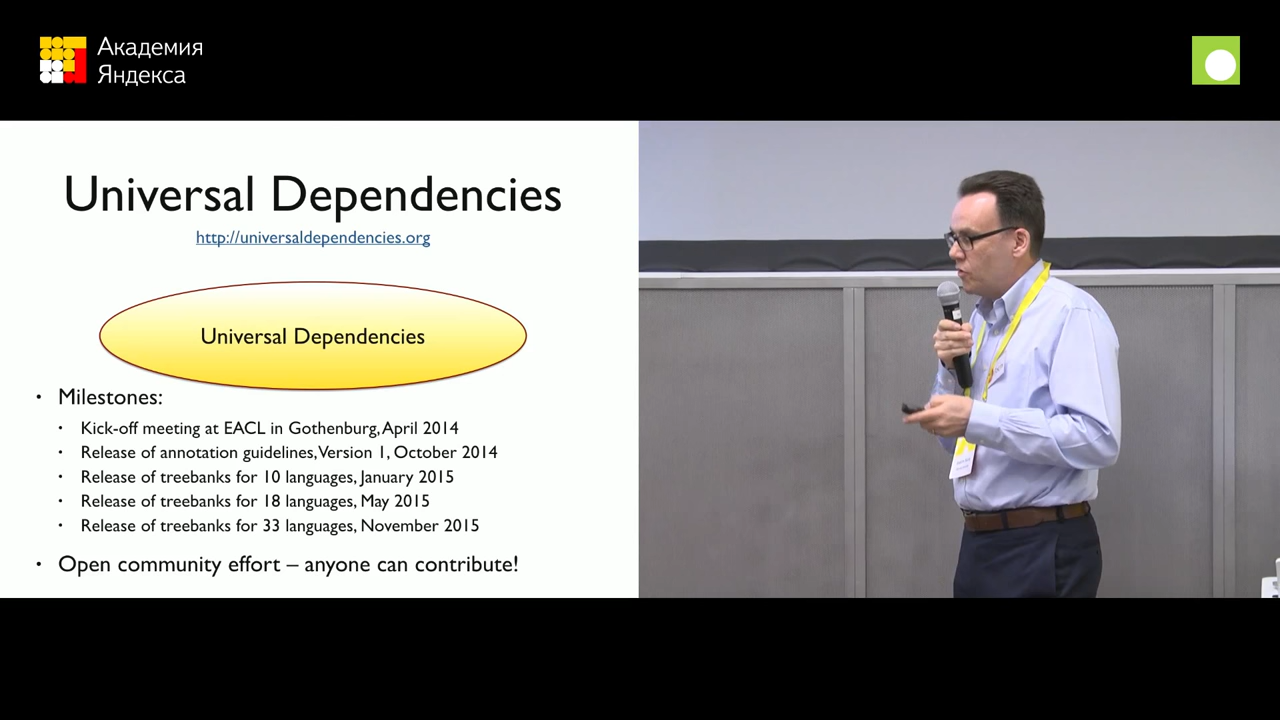 Академия
Яндекса
Universal Dependencies
http://universaldependencies.org
Universal Dependencies
• Milestones:
• Kick-off meeting at EACL in Gothenburg, April 2014
• Release of annotation guidelines, Version 1, October 2014
• Release of treebanks for 10 languages, January 2015
• Release of treebanks for 18 languages, May 2015
• Release of treebanks for 33 languages, November 2015
• Open community effort – anyone can contribute!